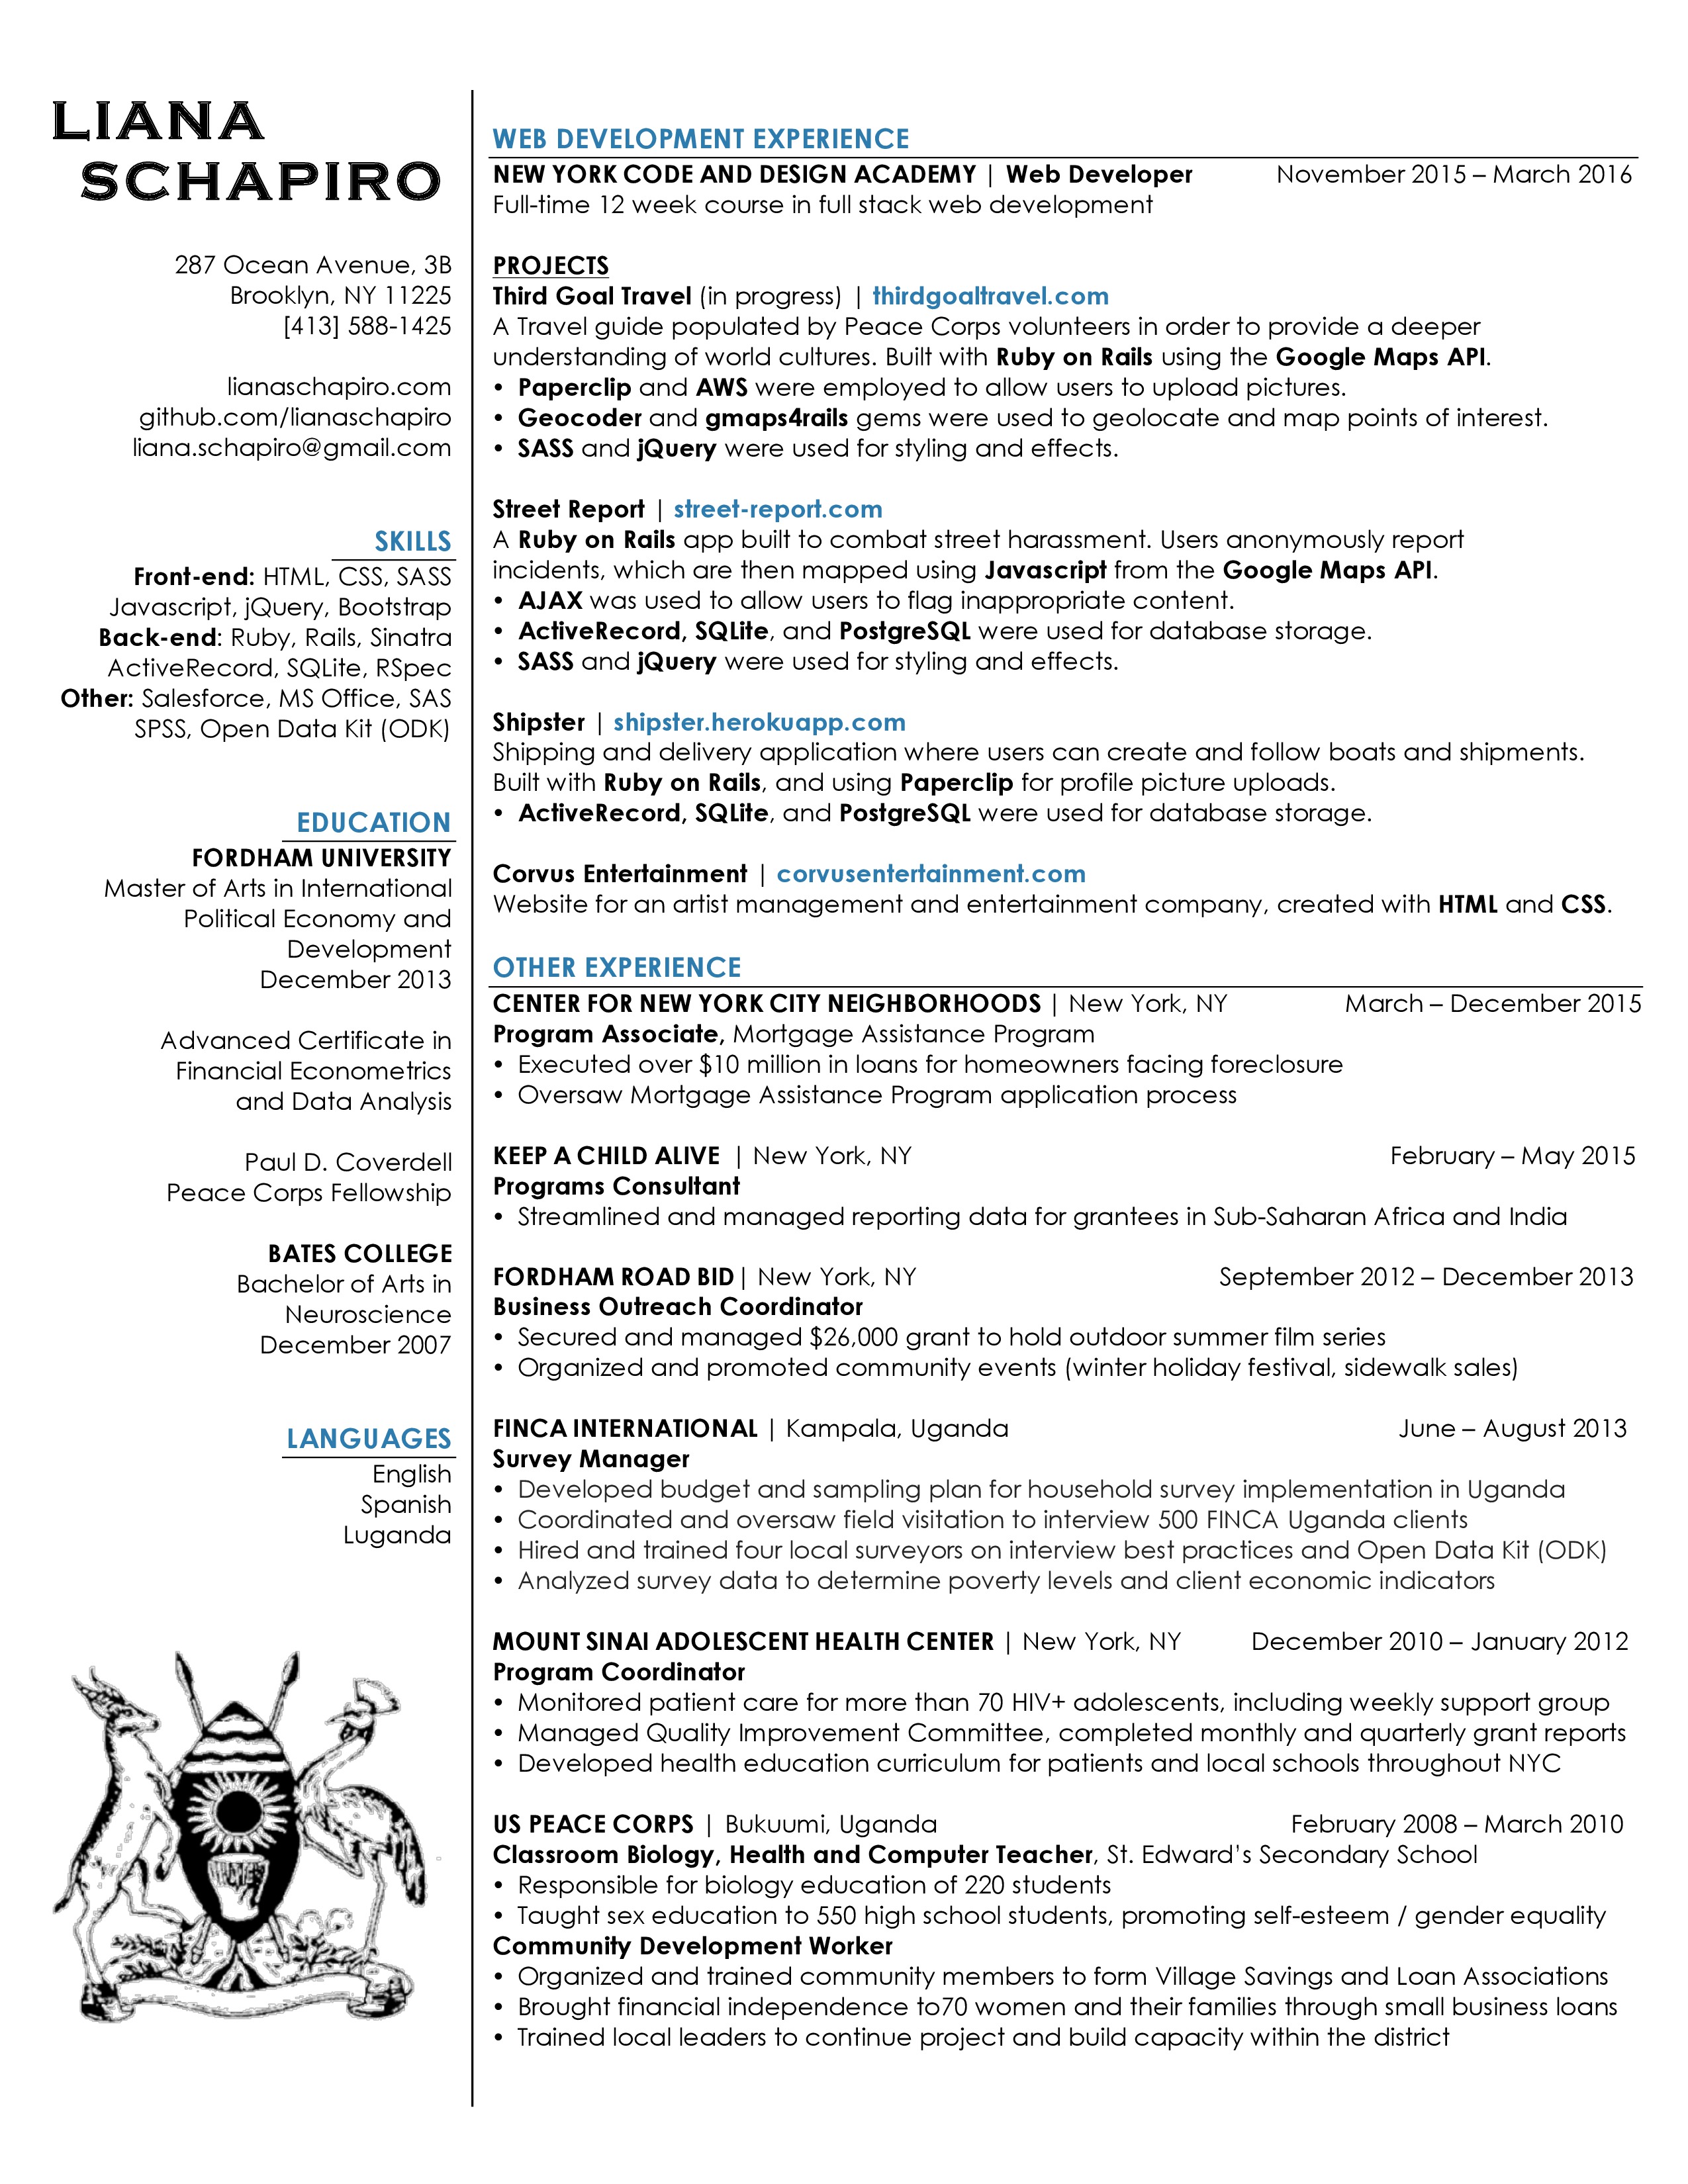 LIANA
SCHAPIRO
287 Ocean Avenue, 3B
Brooklyn, NY 11225
[413] 588-1425
lianaschapiro.com
github.com/lianaschapiro
liana.schapiro@gmail.com
SKILLS
Front-end: HTML, CSS, SASS
Javascript, jQuery, Bootstrap
Back-end: Ruby, Rails, Sinatra
ActiveRecord, SQLite, RSpec
Other: Salesforce, MS Office, SAS
SPSS, Open Data Kit (ODK)
EDUCATION
FORDHAM UNIVERSITY
Master of Arts in International
Political Economy and
Development
December 2013
Advanced Certificate in
Financial Econometrics
and Data Analysis
Paul D. Coverdell
Peace Corps Fellowship
BATES COLLEGE
Bachelor of Arts in
Neuroscience
December 2007
LANGUAGES
English
Spanish
Luganda
WEB DEVELOPMENT EXPERIENCE
NEW YORK CODE AND DESIGN ACADEMY | Web Developer November 2015 – March 2016
Full-time 12 week course in full stack web development
PROJECTS
Third Goal Travel (in progress) | thirdgoaltravel.com
A Travel guide populated by Peace Corps volunteers in order to provide a deeper
understanding of world cultures. Built with Ruby on Rails using the Google Maps API.
• Paperclip and AWS were employed to allow users to upload pictures.
• Geocoder and gmaps4rails gems were used to geolocate and map points of interest.
• SASS and jQuery were used for styling and effects.
Street Report | street-report.com
A Ruby on Rails app built to combat street harassment. Users anonymously report
incidents, which are then mapped using Javascript from the Google Maps API.
• AJAX was used to allow users to flag inappropriate content.
• ActiveRecord, SQLite, and PostgreSQL were used for database storage.
• SASS and jQuery were used for styling and effects.
Shipster | shipster.herokuapp.com
Shipping and delivery application where users can create and follow boats and shipments.
Built with Ruby on Rails, and using Paperclip for profile picture uploads.
• ActiveRecord, SQLite, and PostgreSQL were used for database storage.
Corvus Entertainment | corvusentertainment.com
Website for an artist management and entertainment company, created with HTML and CSS.
OTHER EXPERIENCE
CENTER FOR NEW YORK CITY NEIGHBORHOODS | New York, NY March – December 2015
Program Associate, Mortgage Assistance Program
• Executed over $10 million in loans for homeowners facing foreclosure
• Oversaw Mortgage Assistance Program application process
KEEP A CHILD ALIVE | New York, NY February – May 2015
Programs Consultant
• Streamlined and managed reporting data for grantees in Sub-Saharan Africa and India
FORDHAM ROAD BID | New York, NY September 2012 – December 2013
Business Outreach Coordinator
• Secured and managed $26,000 grant to hold outdoor summer film series
• Organized and promoted community events (winter holiday festival, sidewalk sales)
FINCA INTERNATIONAL | Kampala, Uganda June – August 2013
Survey Manager
• Developed budget and sampling plan for household survey implementation in Uganda
• Coordinated and oversaw field visitation to interview 500 FINCA Uganda clients
• Hired and trained four local surveyors on interview best practices and Open Data Kit (ODK)
• Analyzed survey data to determine poverty levels and client economic indicators
MOUNT SINAI ADOLESCENT HEALTH CENTER | New York, NY December 2010 – January 2012
Program Coordinator
• Monitored patient care for more than 70 HIV+ adolescents, including weekly support group
• Managed Quality Improvement Committee, completed monthly and quarterly grant reports
• Developed health education curriculum for patients and local schools throughout NYC
US PEACE CORPS | Bukuumi, Uganda February 2008 – March 2010
Classroom Biology, Health and Computer Teacher, St. Edward's Secondary School
• Responsible for biology education of 220 students
• Taught sex education to 550 high school students, promoting self-esteem / gender equality
Community Development Worker
• Organized and trained community members to form Village Savings and Loan Associations
• Brought financial independence to70 women and their families through small business loans
• Trained local leaders to continue project and build capacity within the district